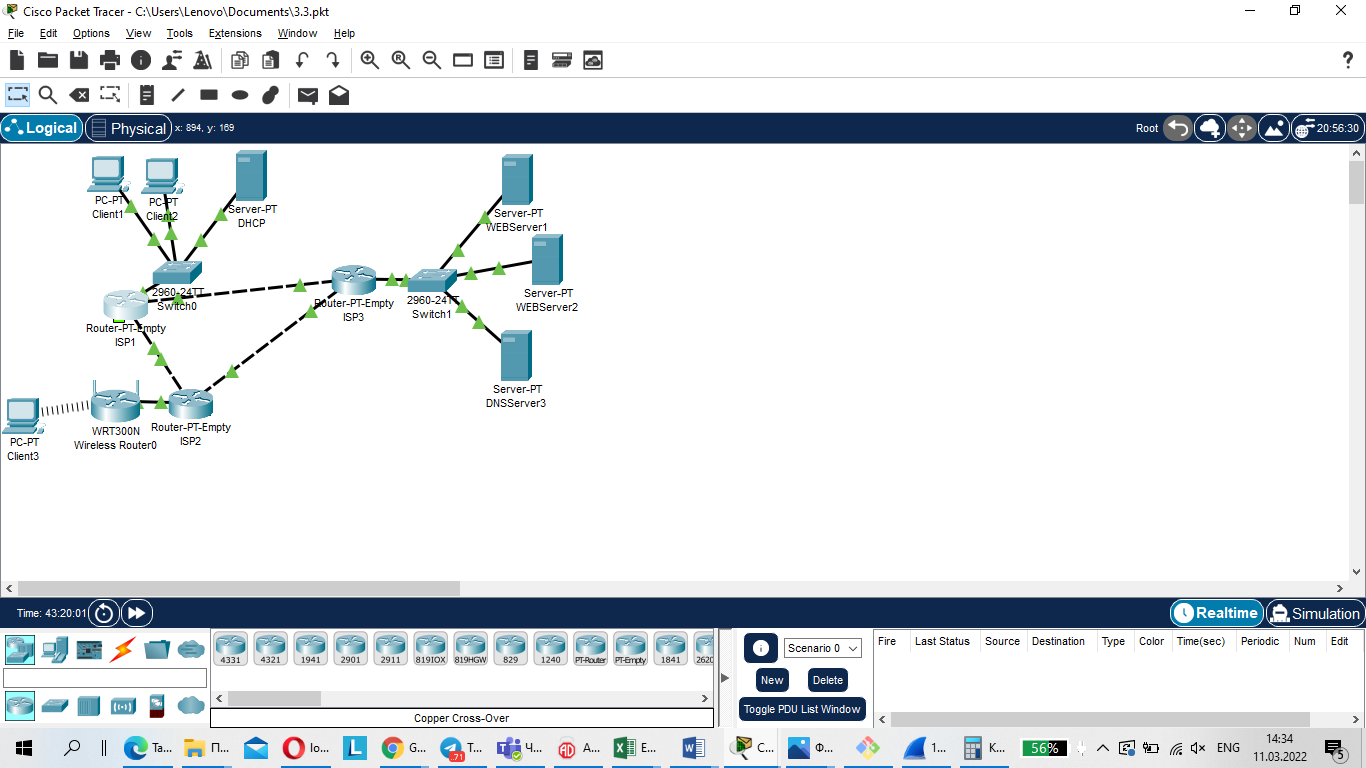 Cisco Packet Tracer - C:\Users\Lenovo\Documents\3.3.pkt
File Edit Options View Tools Extensions Window Help
Logical Physical x: 894, y: 169 Root 20:56:30
PC-PT
Client1
PC-PT
Client2
Server-PT
DHCP
2960-24TT
Switch0
Router-PT-Empty
ISP1
Router-PT-Empty
ISP3
2960-24TT
Switch1
Server-PT
WEBServer1
Server-PT
WEBServer2
Server-PT
DNSServer3
PC-PT
Client3
WRT300N
Wireless Router0
Router-PT-Empty
ISP2
Time: 43:20:01 Realtime Simulation
4331 4321 1941 2901 2911 819IOX 819HGW 829 1240 PT-Router PT-Empty 1841 2620
Copper Cross-Over
Scenario 0
New Delete
Toggle PDU List Window
Fire Last Status Source Destination Type Color Time(sec) Periodic Num Edit
Ta... П... Io... L G... T... Ч... A... E... C... Ф... 1... K... 56% ENG 14:34
71 11.03.2022 5